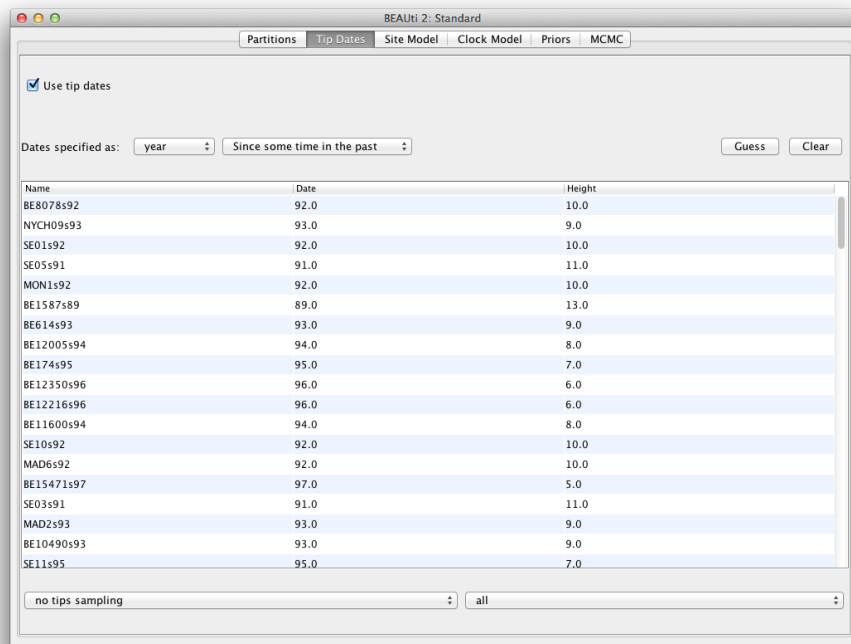 BEAUti 2: Standard
Partitions Tip Dates Site Model Clock Model Priors MCMC
Use tip dates
Dates specified as: year Since some time in the past Guess Clear
Name Date Height
BE8078s92 92.0 10.0
NYCH09s93 93.0 9.0
SE01s92 92.0 10.0
SE05s91 91.0 11.0
MON1s92 92.0 10.0
BE1587s89 89.0 13.0
BE614s93 93.0 9.0
BE12005s94 94.0 8.0
BE174s95 95.0 7.0
BE12350s96 96.0 6.0
BE12216s96 96.0 6.0
BE11600s94 94.0 8.0
SE10s92 92.0 10.0
MAD6s92 92.0 10.0
BE15471s97 97.0 5.0
SE03s91 91.0 11.0
MAD2s93 93.0 9.0
BE10490s93 93.0 9.0
SE11s95 95.0 7.0
no tips sampling all